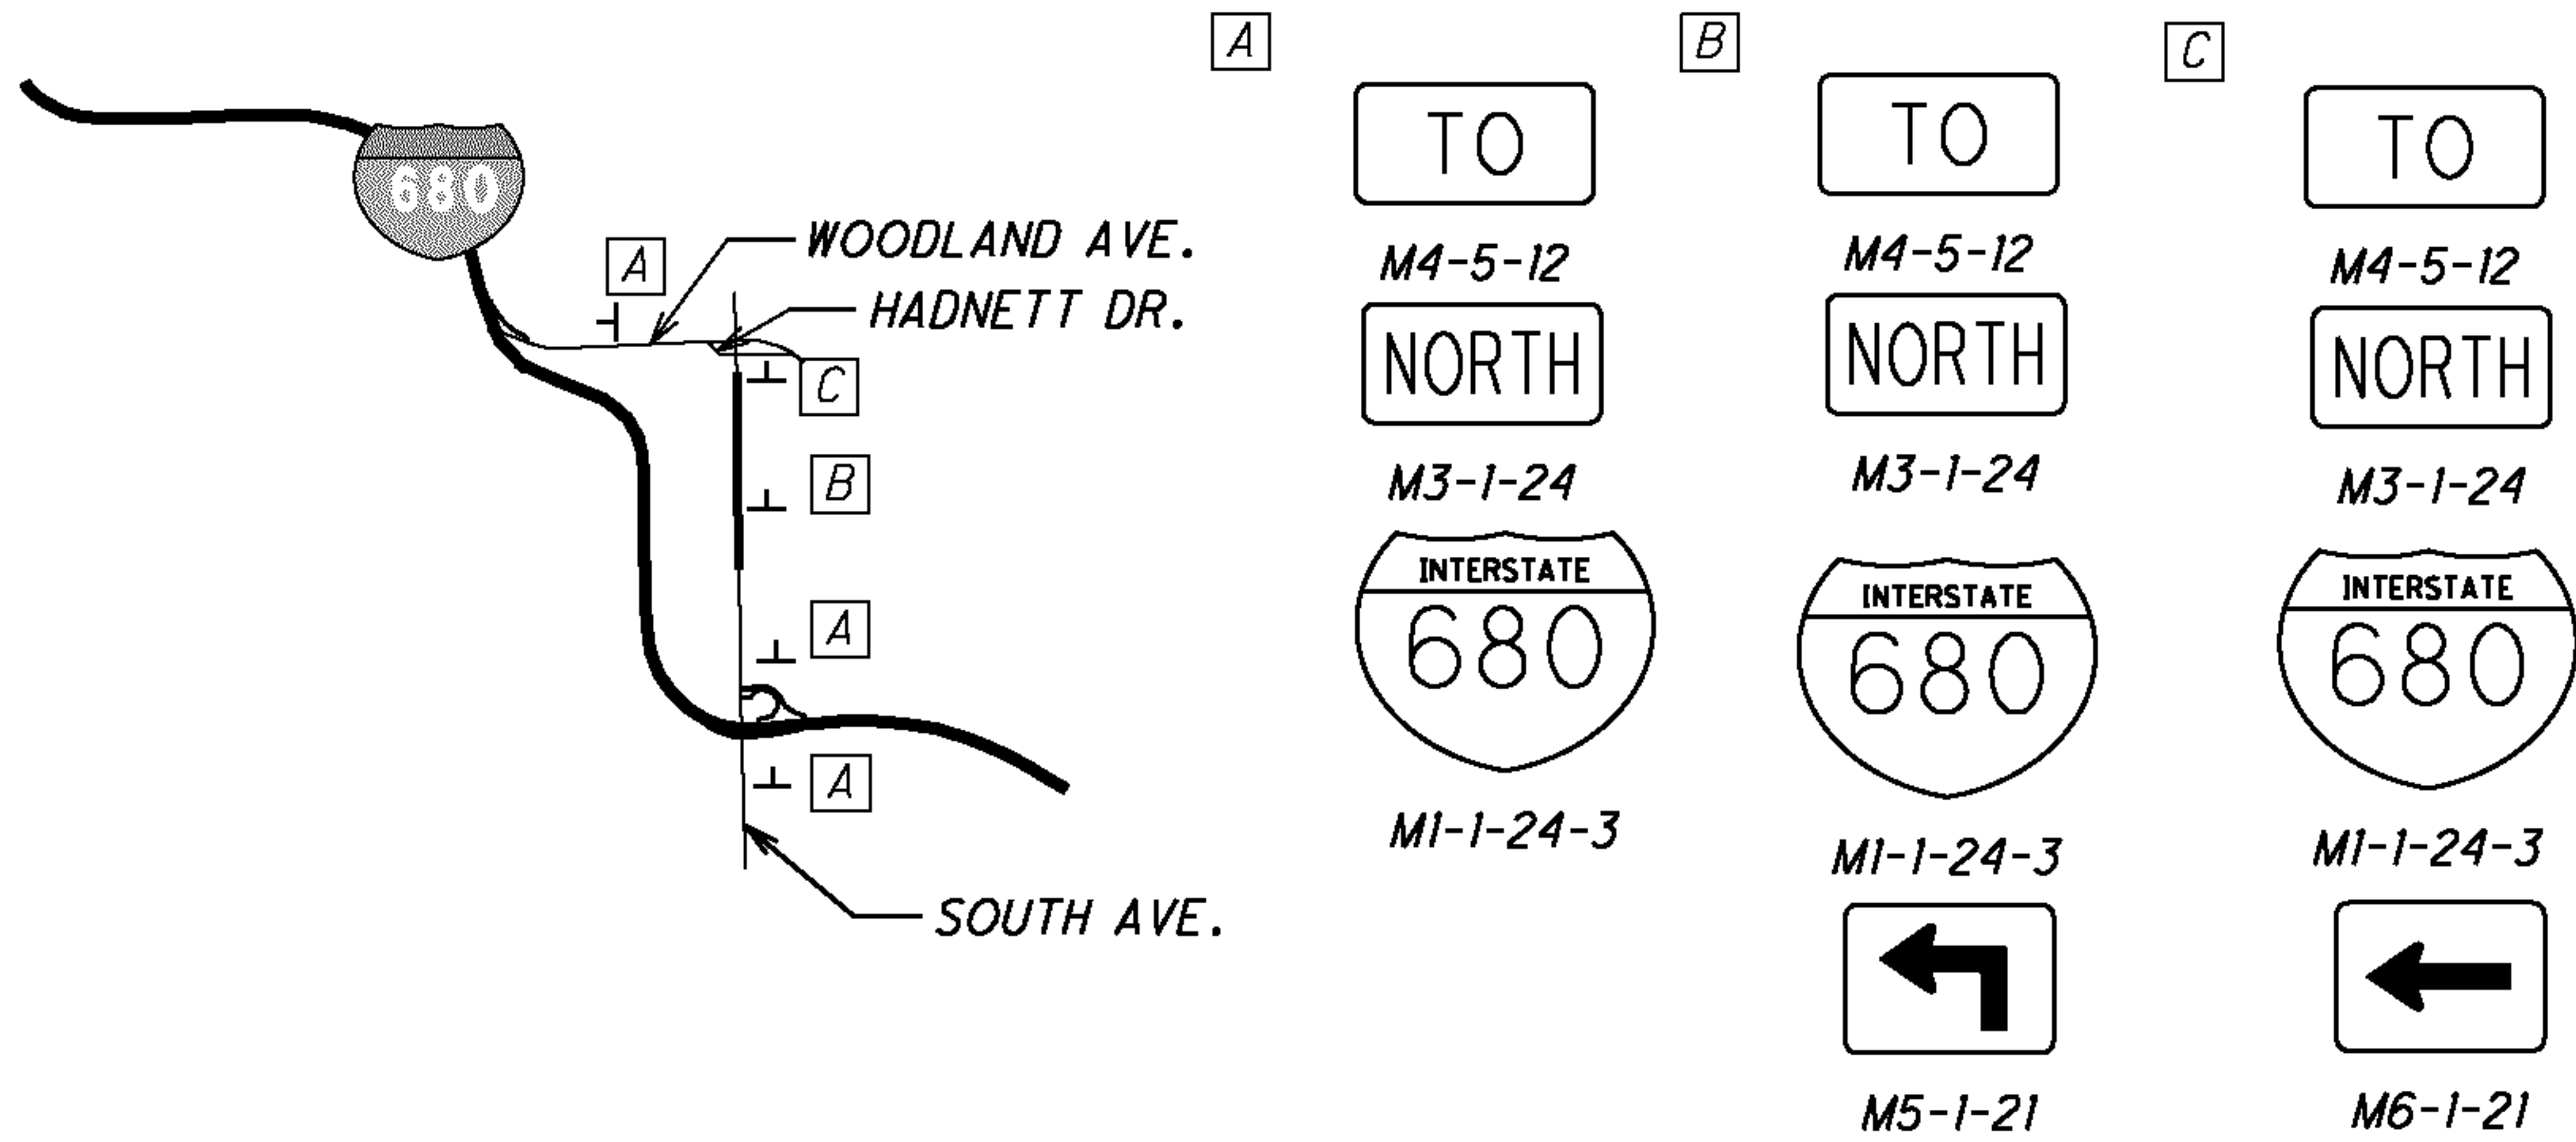 680
A
WOODLAND AVE.
HADNETT DR.
C
B
A
A
SOUTH AVE.
A
TO
M4-5-12
NORTH
M3-1-24
INTERSTATE
680
M1-1-24-3
B
TO
M4-5-12
NORTH
M3-1-24
INTERSTATE
680
M1-1-24-3
M5-1-21
C
TO
M4-5-12
NORTH
M3-1-24
INTERSTATE
680
M1-1-24-3
M6-1-21